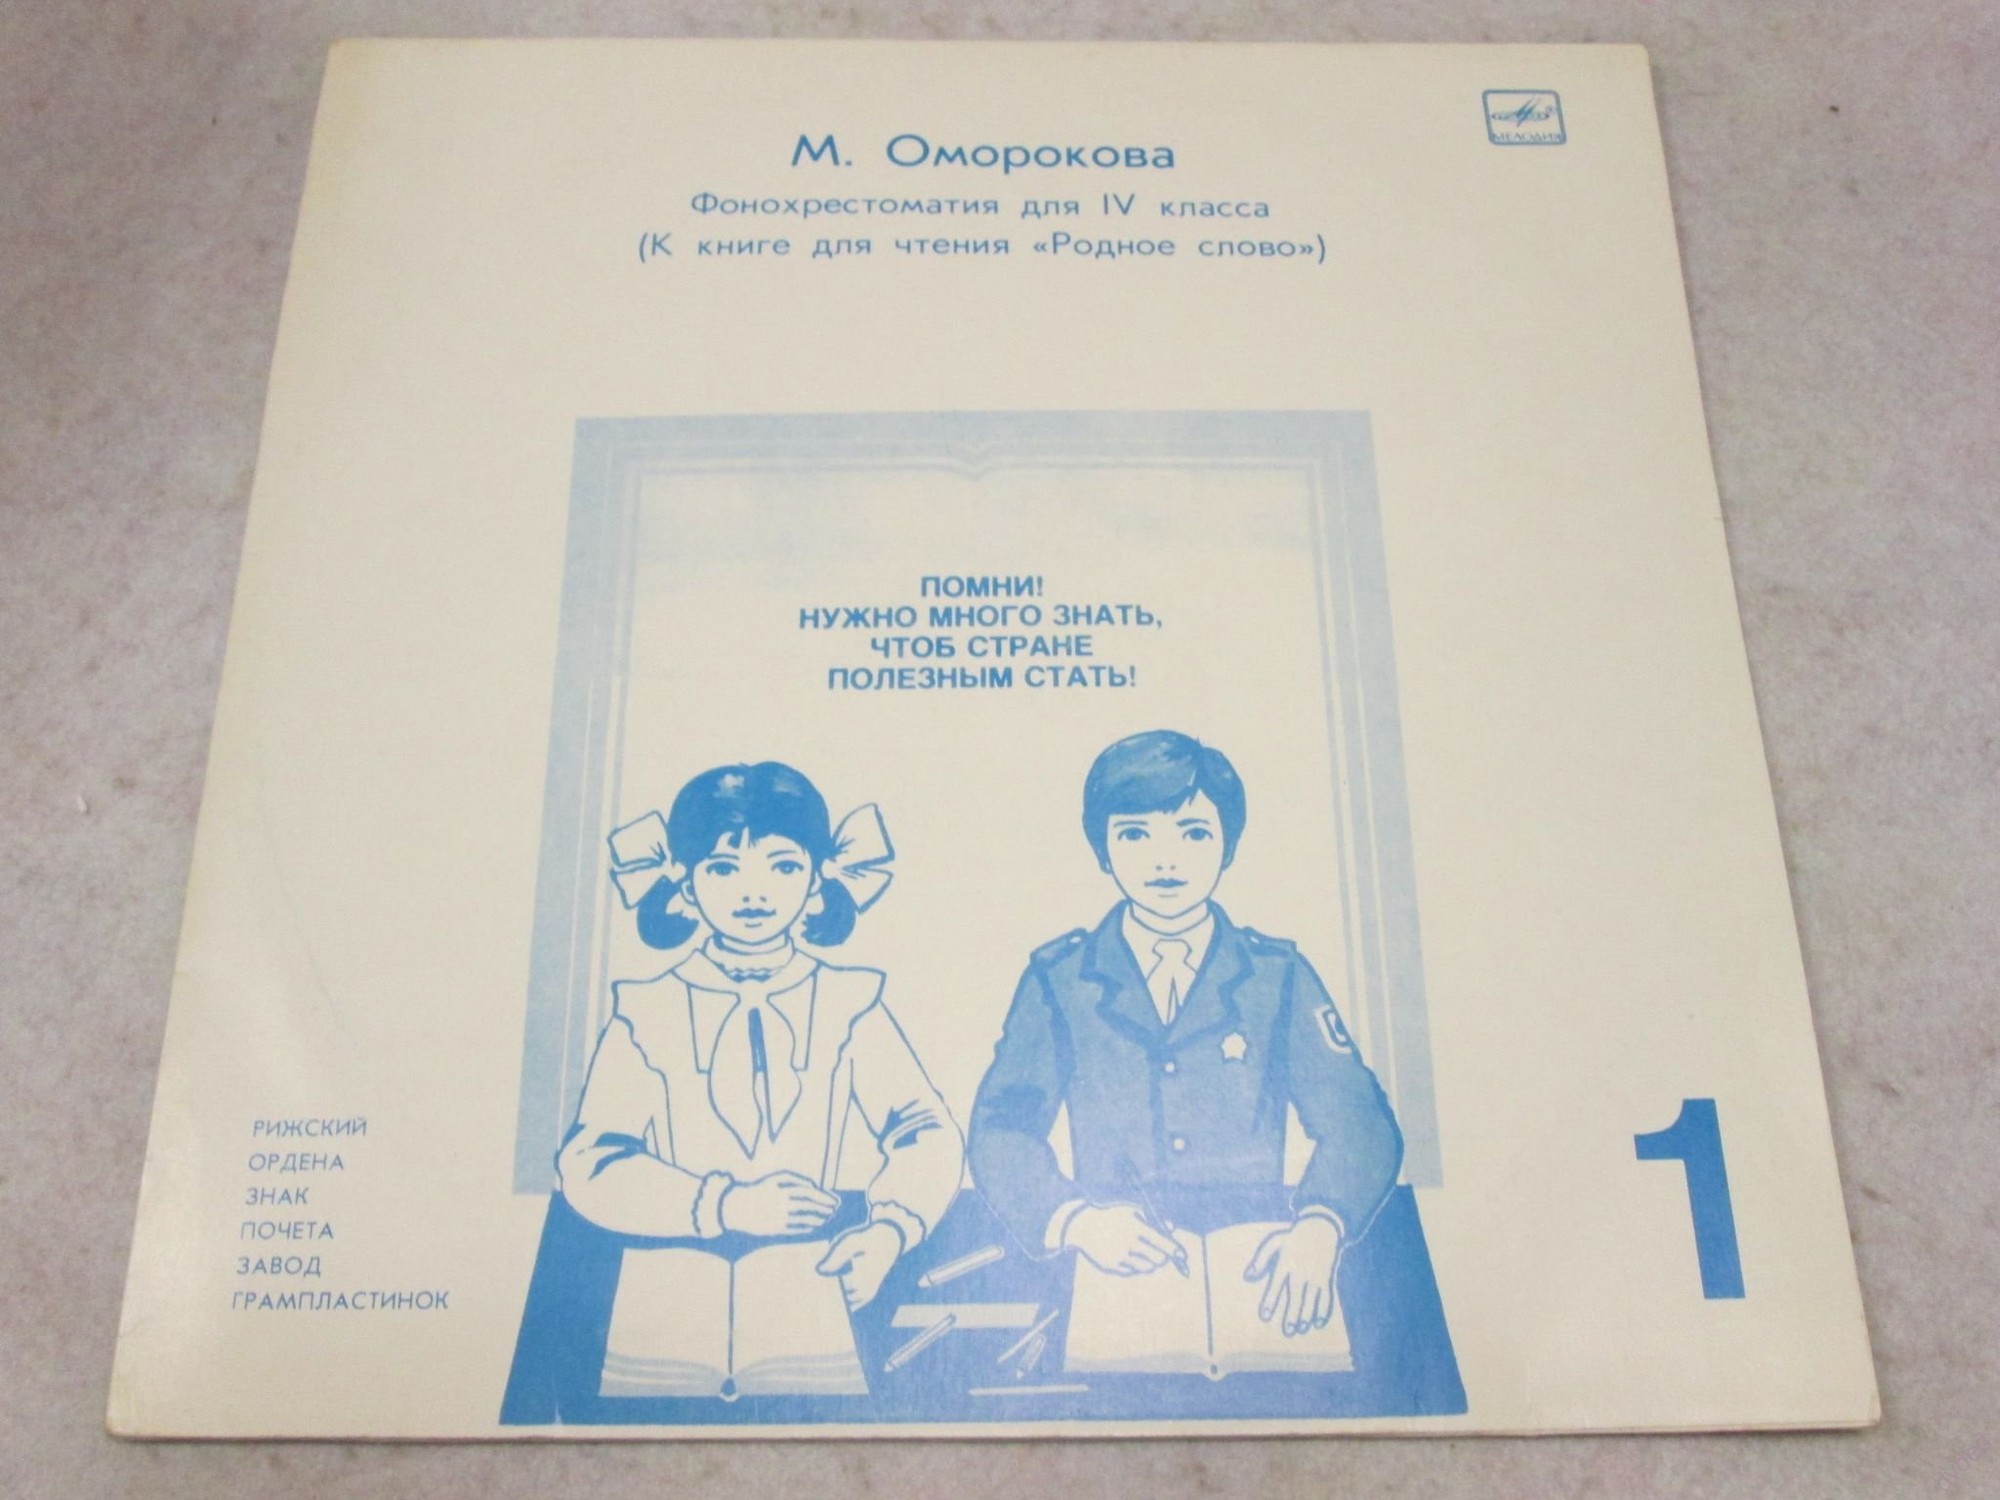 М. Оморокова
МЕЛОДИЯ
Фонохрестоматия для IV класса
(К книге для чтения «Родное слово»)
ПОМНИ!
НУЖНО МНОГО ЗНАТЬ,
ЧТОБ СТРАНЕ
ПОЛЕЗНЫМ СТАТЬ!
РИЖСКИЙ
ОРДЕНА
ЗНАК
ПОЧЕТА
ЗАВОД
ГРАМПЛАСТИНОК
1